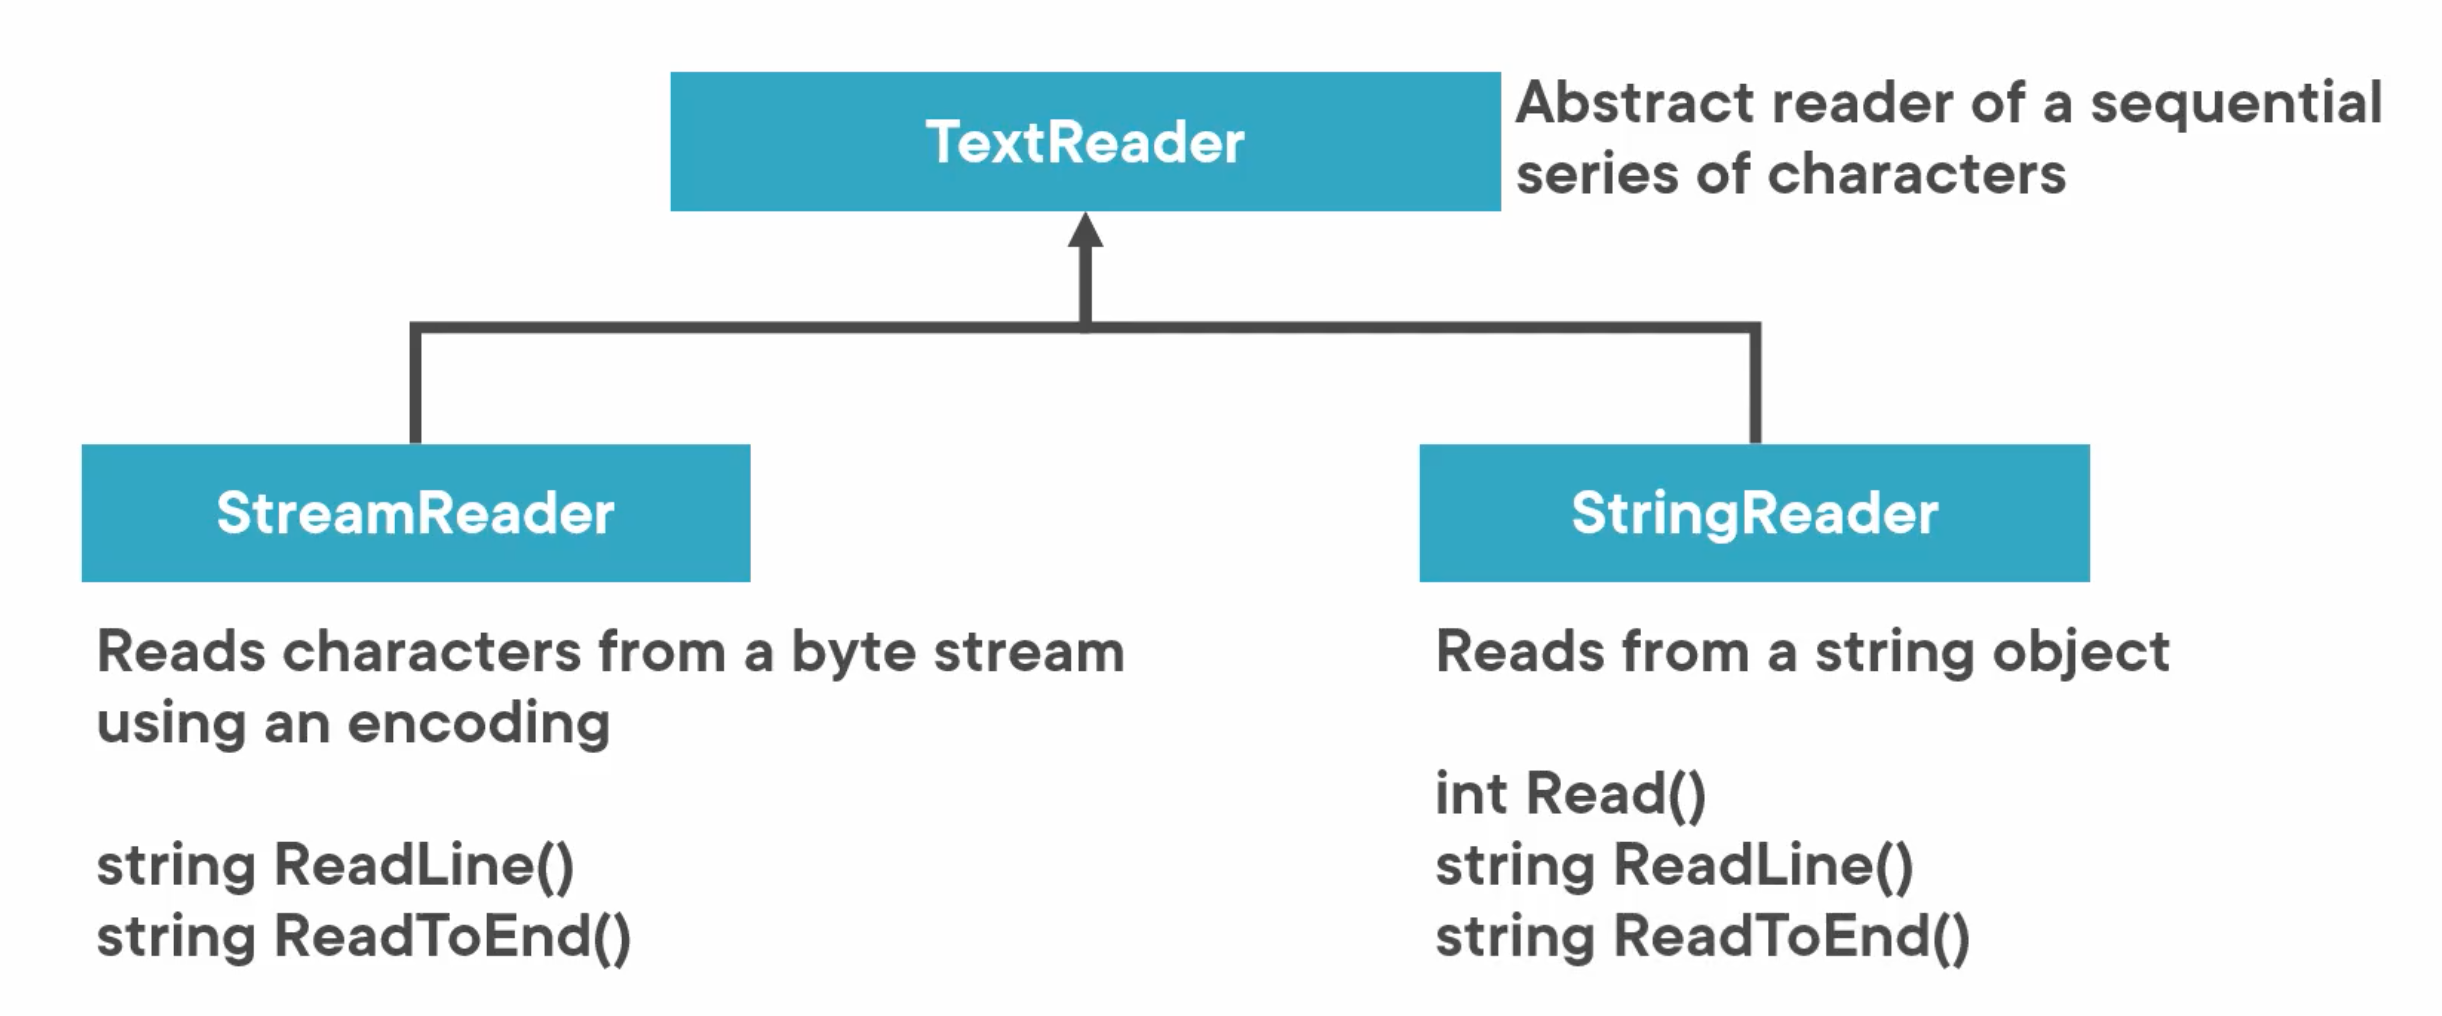 TextReader
Abstract reader of a sequential
series of characters
StreamReader
Reads characters from a byte stream
using an encoding
string ReadLine()
string ReadToEnd()
StringReader
Reads from a string object
int Read()
string ReadLine()
string ReadToEnd()